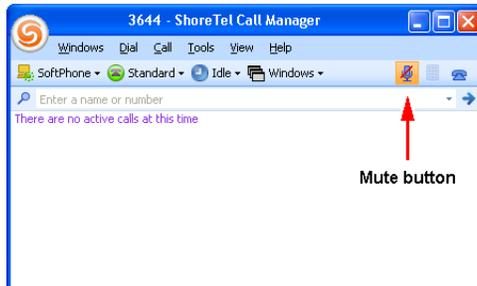 3644 - ShoreTel Call Manager
Windows Dial Call Tools View Help
SoftPhone Standard Idle Windows
Enter a name or number
There are no active calls at this time
Mute button